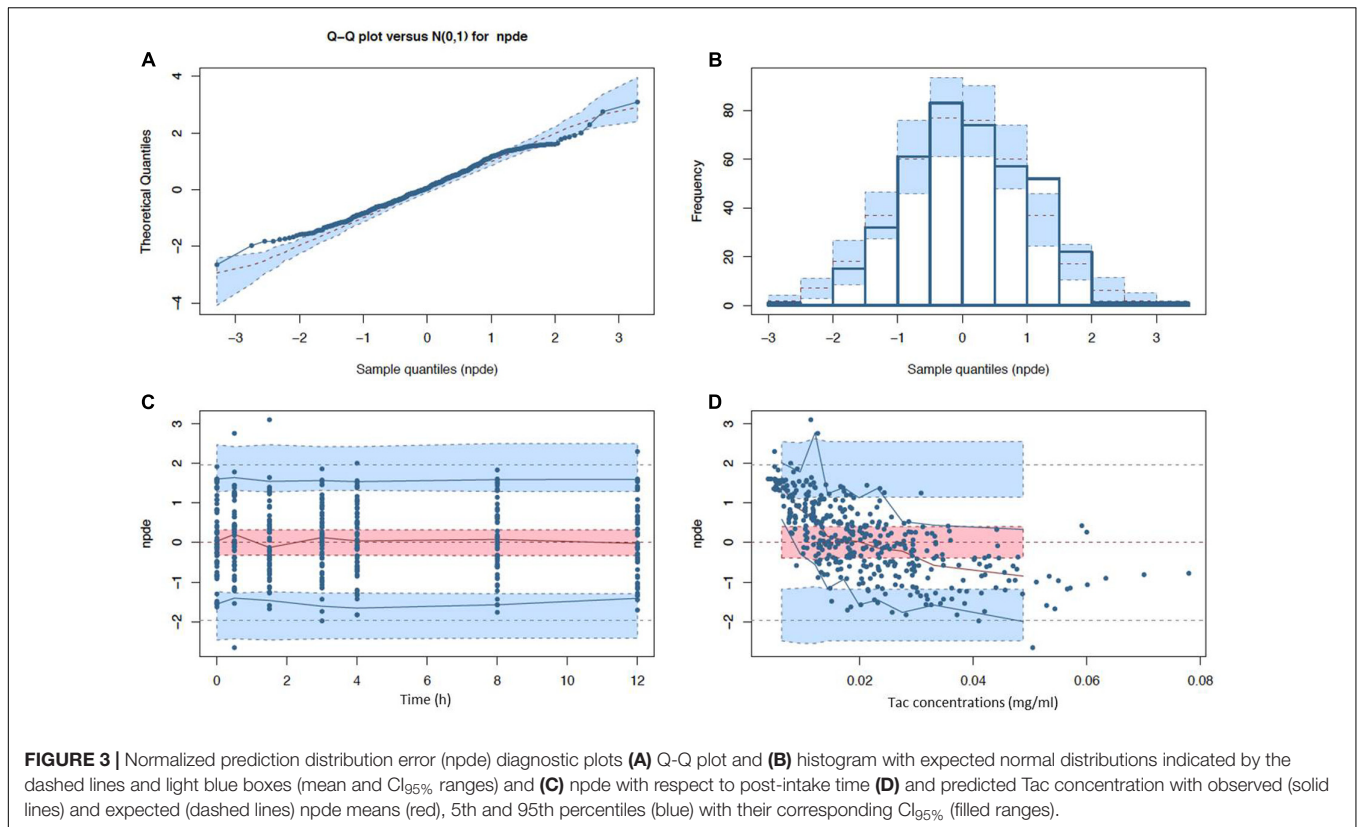 Q–Q plot versus N(0,1) for npde
A
B
Theoretical Quantiles
4
2
0
−2
−4
−3 −2 −1 0 1 2 3
Sample quantiles (npde)
Frequency
80
60
40
20
0
−3 −2 −1 0 1 2 3
Sample quantiles (npde)
C
D
npde
3
2
1
0
−1
−2
0 2 4 6 8 10 12
Time (h)
npde
3
2
1
0
−1
−2
0.02 0.04 0.06 0.08
Tac concentrations (mg/ml)
FIGURE 3 | Normalized prediction distribution error (npde) diagnostic plots (A) Q-Q plot and (B) histogram with expected normal distributions indicated by the
dashed lines and light blue boxes (mean and CI95% ranges) and (C) npde with respect to post-intake time (D) and predicted Tac concentration with observed (solid
lines) and expected (dashed lines) npde means (red), 5th and 95th percentiles (blue) with their corresponding CI95% (filled ranges).